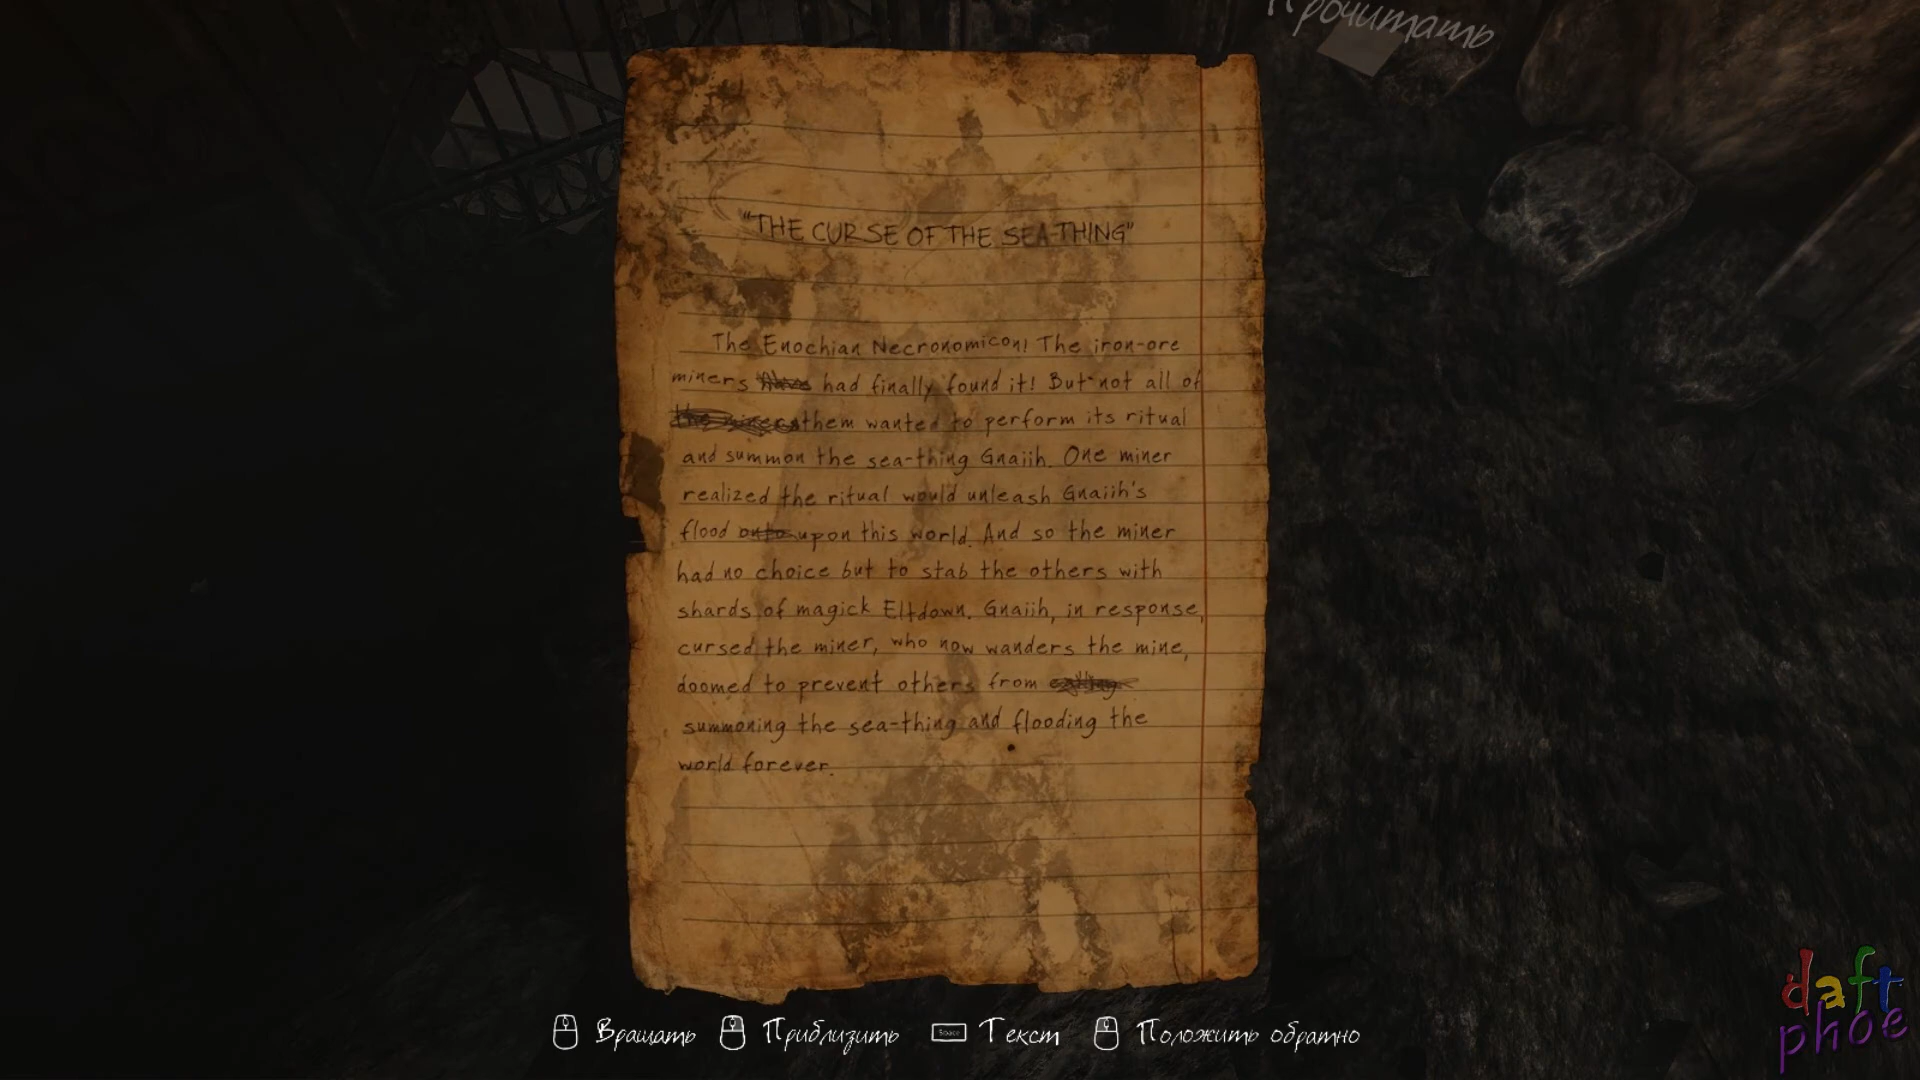 Прочитать
"THE CURSE OF THE SEA-THING"
The Enochian Necronomicon! The iron-ore
miners had finally found it! But not all of
the miners them wanted to perform its ritual
and summon the sea-thing Gnaiih. One miner
realized the ritual would unleash Gnaiih's
flood onto upon this world. And so the miner
had no choice but to stab the others with
shards of magick Eltdown. Gnaiih, in response,
cursed the miner, who now wanders the mine,
doomed to prevent others from
summoning the sea-thing and flooding the
world forever.
Вращать Приблизить Space Текст Положить обратно
daft
phoe